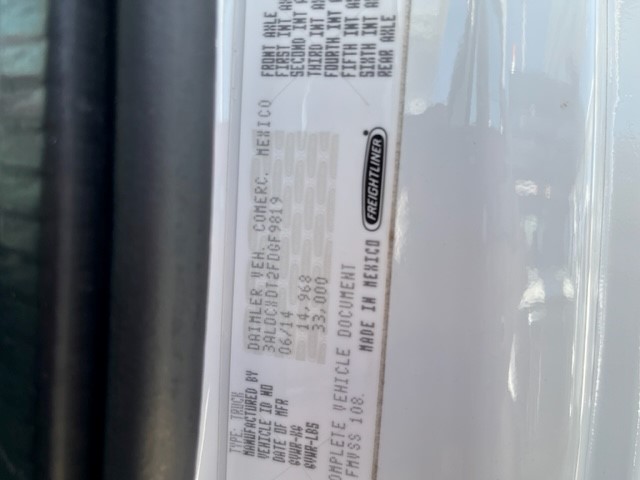 TYPE: TRUCK
MANUFACTURED BY DAIMLER VEH. COMERC. MEXICO
VEHICLE ID NO
DATE OF MFR 06/14
GVWR-KG 14,968
GVWR-LBS 33,000
VEHICLE DOCUMENT
FMVSS 108.
MADE IN MEXICO
FREIGHTLINER
FRONT AXLE
FIRST INT
SECOND INT
THIRD INT
FOURTH INT
FIFTH INT
SIXTH INT
REAR AXLE